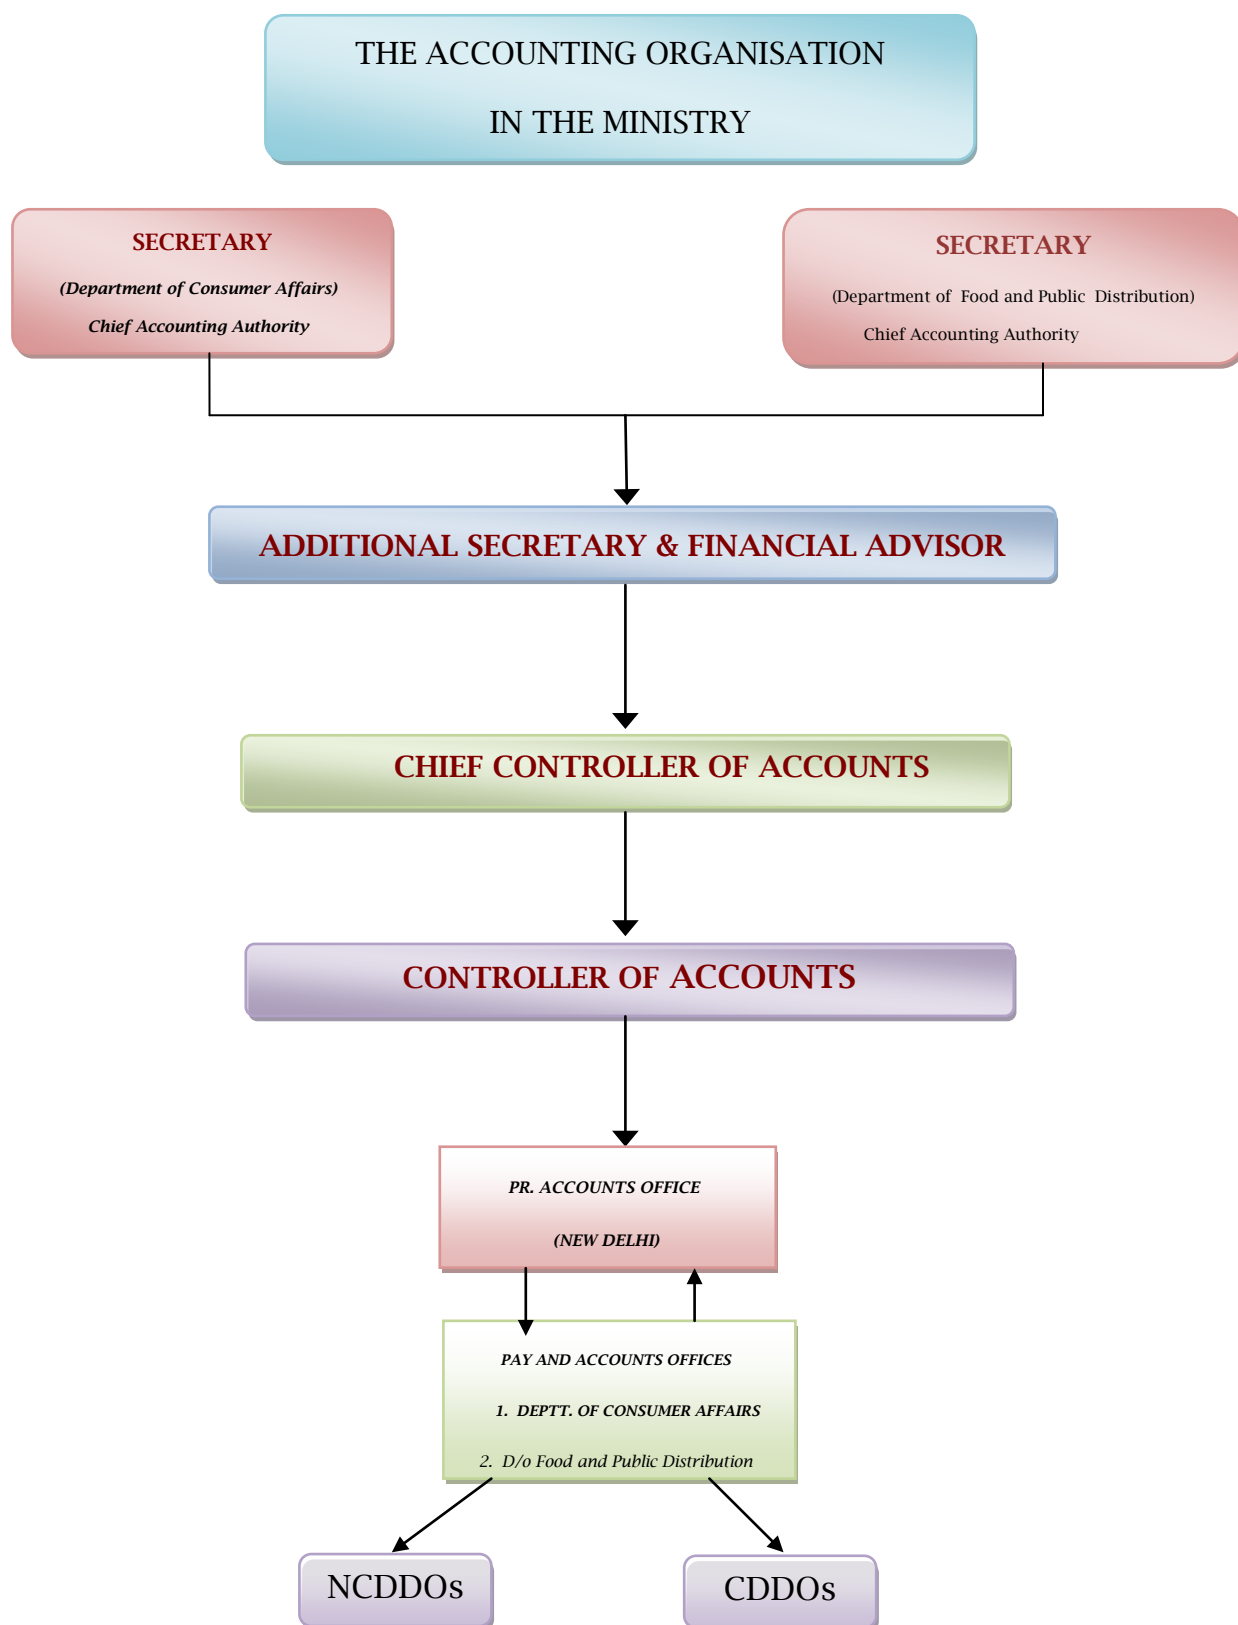 THE ACCOUNTING ORGANISATION
IN THE MINISTRY
SECRETARY
(Department of Consumer Affairs)
Chief Accounting Authority
SECRETARY
(Department of Food and Public Distribution)
Chief Accounting Authority
ADDITIONAL SECRETARY & FINANCIAL ADVISOR
CHIEF CONTROLLER OF ACCOUNTS
CONTROLLER OF ACCOUNTS
PR. ACCOUNTS OFFICE
(NEW DELHI)
PAY AND ACCOUNTS OFFICES
1. DEPTT. OF CONSUMER AFFAIRS
2. D/o Food and Public Distribution
NCDDOs
CDDOs